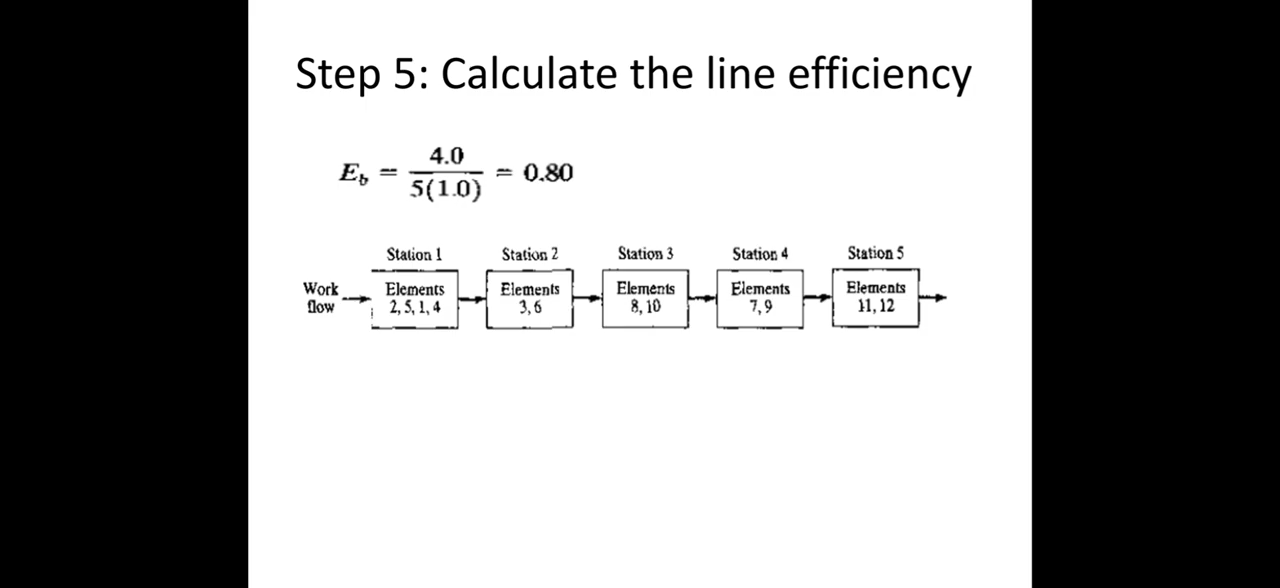 Step 5: Calculate the line efficiency
E_b = 4.0 / 5(1.0) = 0.80
Station 1 Station 2 Station 3 Station 4 Station 5
Work flow
Elements 2, 5, 1, 4
Elements 3, 6
Elements 8, 10
Elements 7, 9
Elements 11, 12